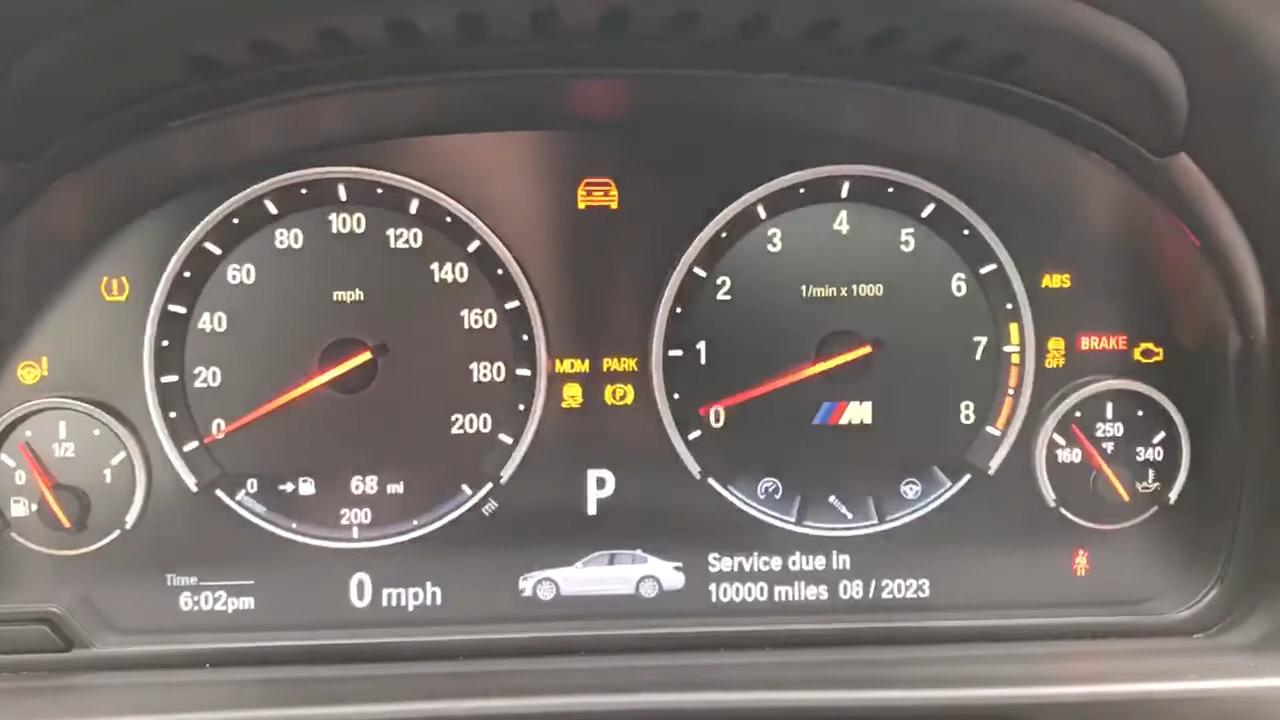 100
80
120
60
140
mph
40
160
20
180
0
200
0
68 mi
200
mi
1/2
0
1
MDM PARK
P
4
3
5
2
6
1/min x 1000
1
7
0
8
M
ABS
BRAKE
OFF
250
°F
160
340
P
Time
6:02pm
0 mph
Service due in
10000 miles 08 / 2023